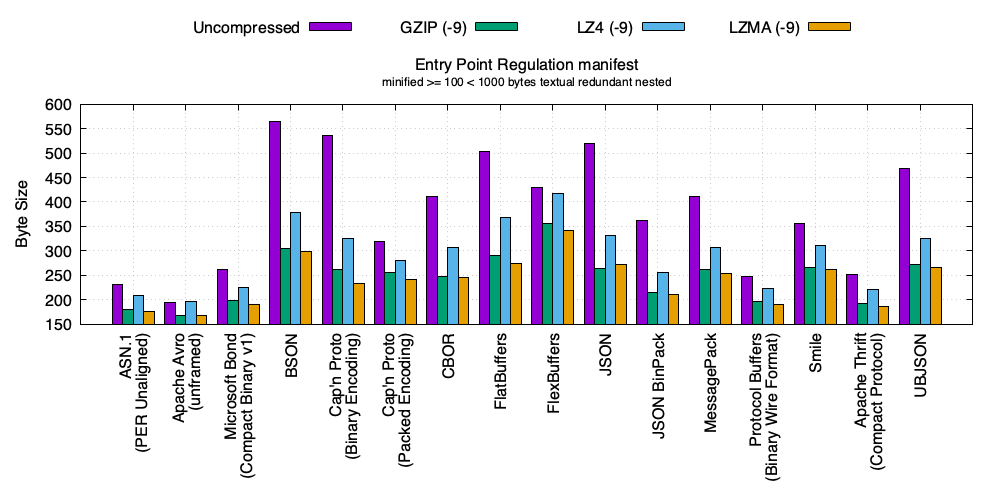 Uncompressed GZIP (-9) LZ4 (-9) LZMA (-9)
Entry Point Regulation manifest
minified >= 100 < 1000 bytes textual redundant nested
600
550
500
450
400
350
300
250
200
150
Byte Size
ASN.1
(PER Unaligned)
Apache Avro
(unframed)
Microsoft Bond
(Compact Binary v1)
BSON
Cap'n Proto
(Binary Encoding)
Cap'n Proto
(Packed Encoding)
CBOR
FlatBuffers
FlexBuffers
JSON
JSON BinPack
MessagePack
Protocol Buffers
(Binary Wire Format)
Smile
Apache Thrift
(Compact Protocol)
UBJSON